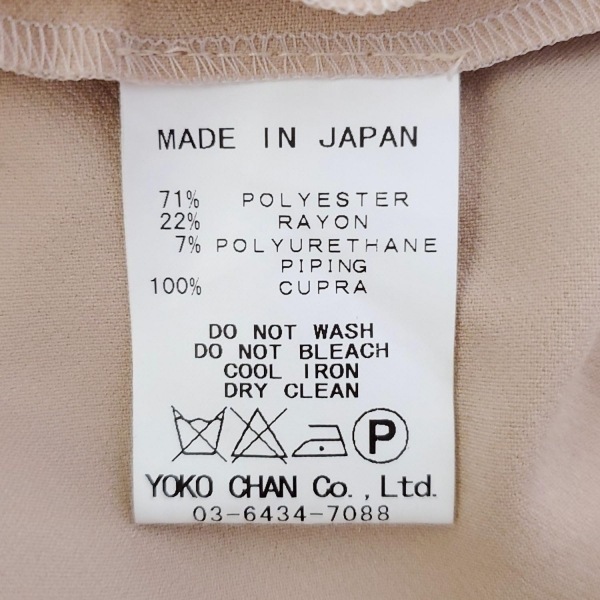 MADE IN JAPAN
71% POLYESTER
22% RAYON
7% POLYURETHANE
PIPING
100% CUPRA
DO NOT WASH
DO NOT BLEACH
COOL IRON
DRY CLEAN
P
YOKO CHAN Co.,Ltd.
03-6434-7088